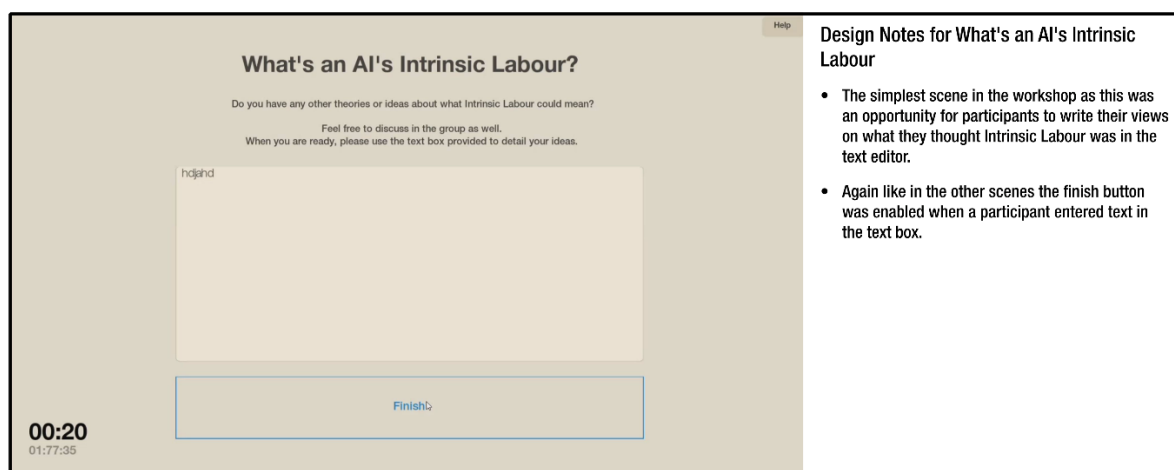 Help
What's an AI's Intrinsic Labour?
Do you have any other theories or ideas about what Intrinsic Labour could mean?
Feel free to discuss in the group as well.
When you are ready, please use the text box provided to detail your ideas.
hdjahd
Finish
00:20
01:77:35
Design Notes for What's an AI's Intrinsic
Labour
• The simplest scene in the workshop as this was
an opportunity for participants to write their views
on what they thought Intrinsic Labour was in the
text editor.
• Again like in the other scenes the finish button
was enabled when a participant entered text in
the text box.